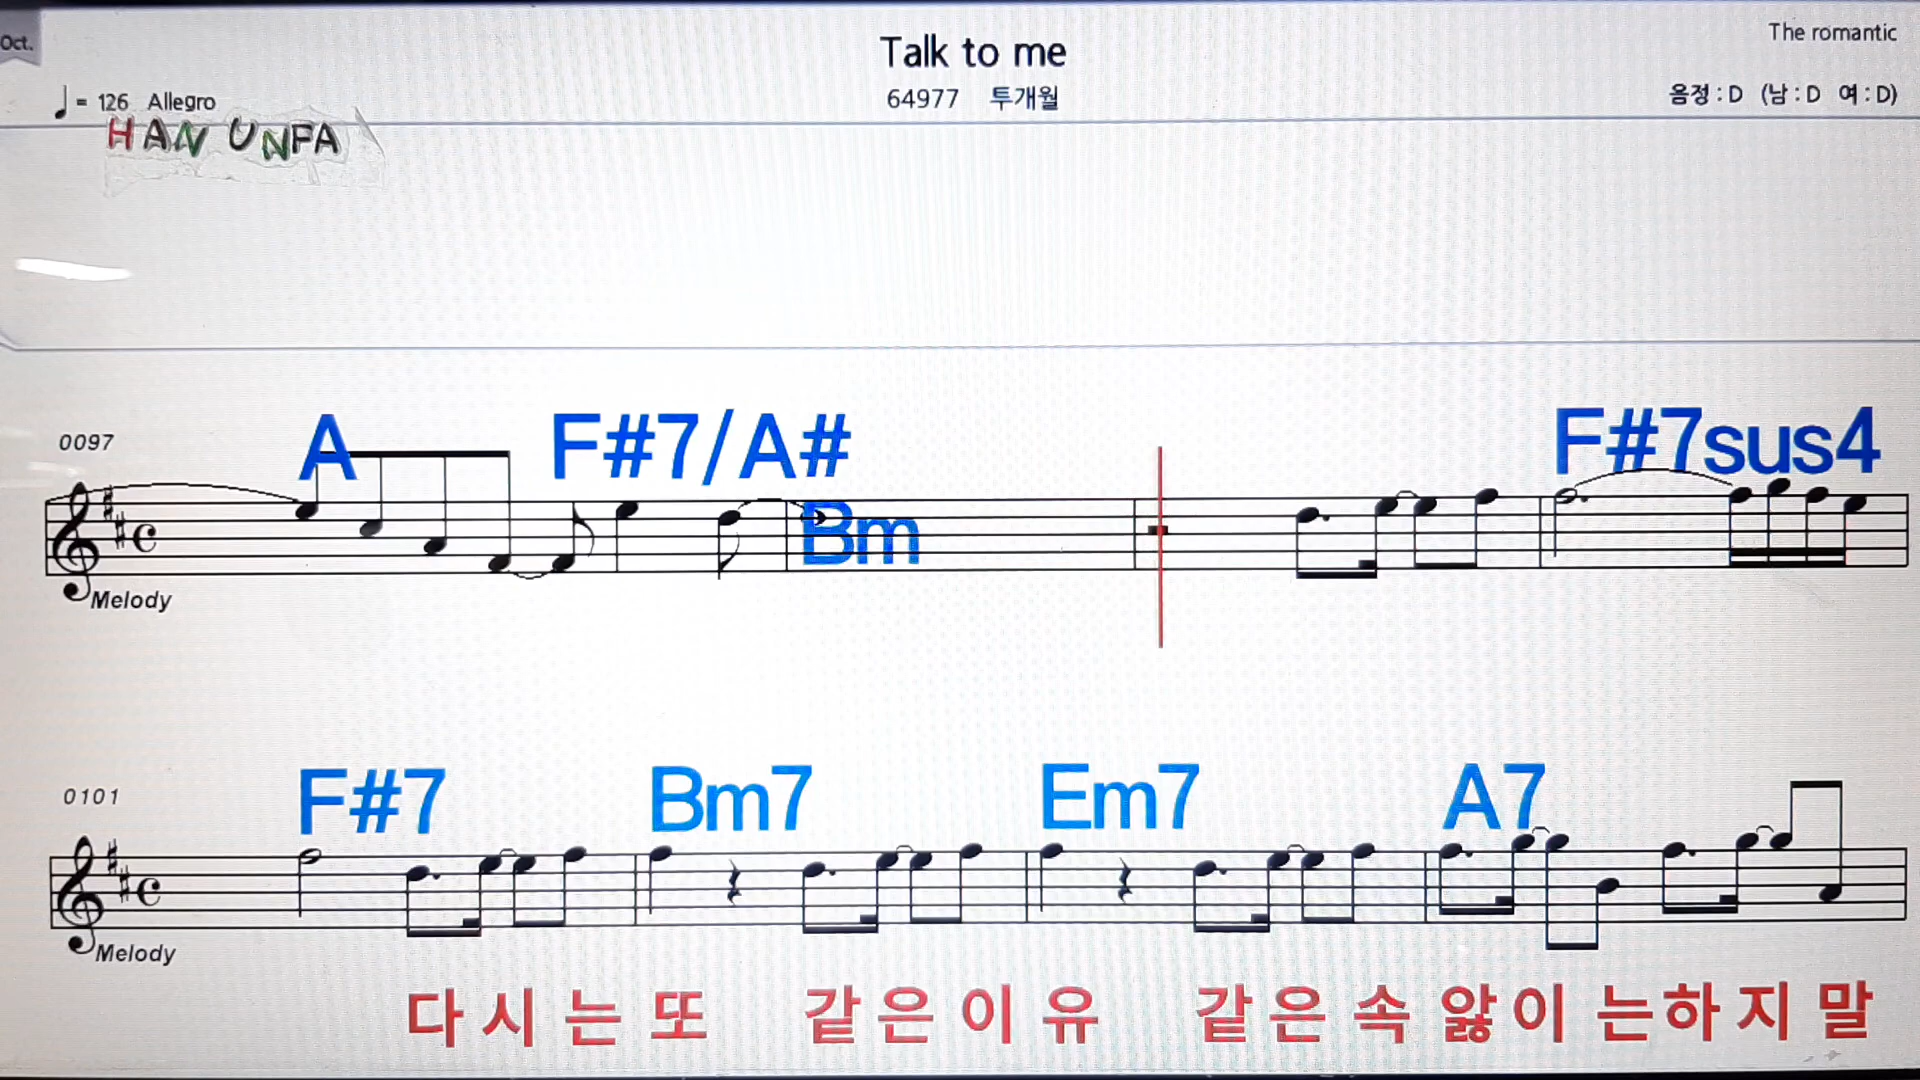 Oct.
Talk to me
The romantic
♩ = 126 Allegro
64977 투개월
음정 : D (남 : D 여 : D)
HAN UNFA
0097
A F#7/A# Bm F#7sus4
Melody
0101
F#7 Bm7 Em7 A7
Melody
다시는또 같은이유 같은속앓이는하지말